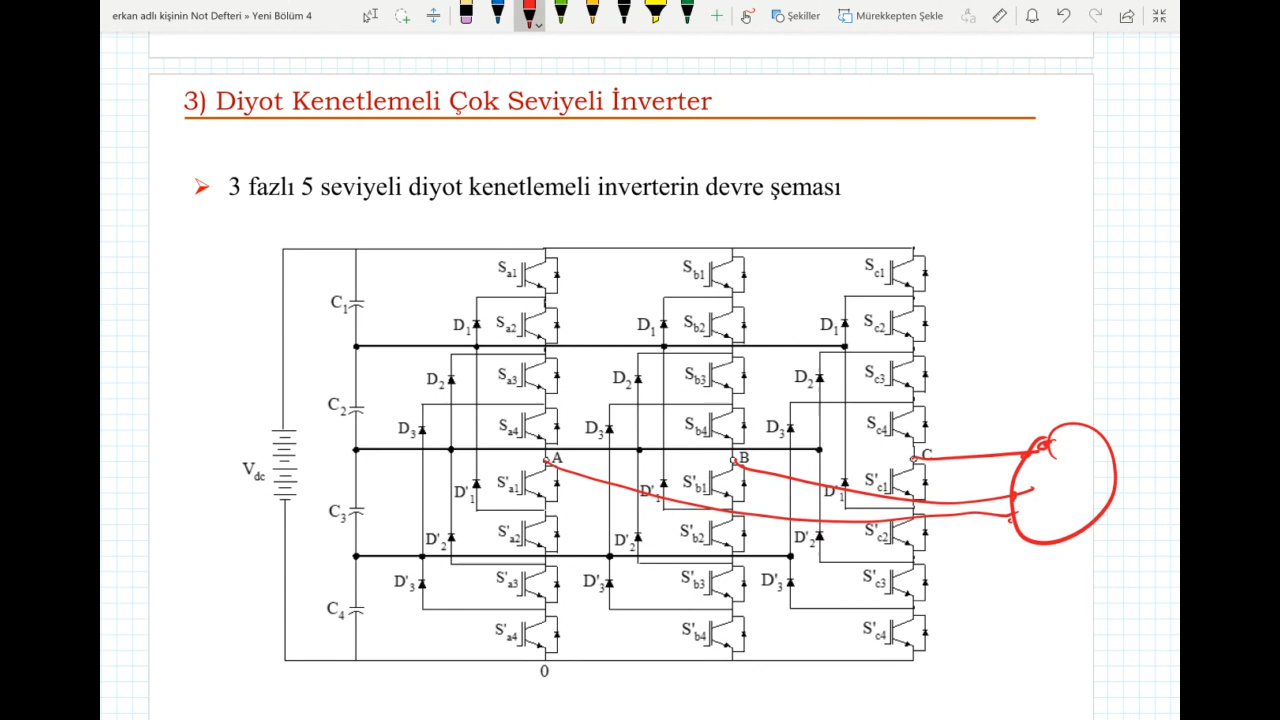 erkan adlı kişinin Not Defteri » Yeni Bölüm 4
Şekiller
Mürekkepten Şekle
3) Diyot Kenetlemeli Çok Seviyeli İnverter
3 fazlı 5 seviyeli diyot kenetlemeli inverterin devre şeması
Sa1 Sb1 Sc1
C1
D1 Sa2 D1 Sb2 D1 Sc2
D2 Sa3 D2 Sb3 D2 Sc3
C2
D3 Sa4 D3 Sb4 D3 Sc4
A B C
Vdc
D'1 S'a1 D'1 S'b1 D'1 S'c1
C3
D'2 S'a2 D'2 S'b2 D'2 S'c2
D'3 S'a3 D'3 S'b3 D'3 S'c3
C4
S'a4 S'b4 S'c4
0